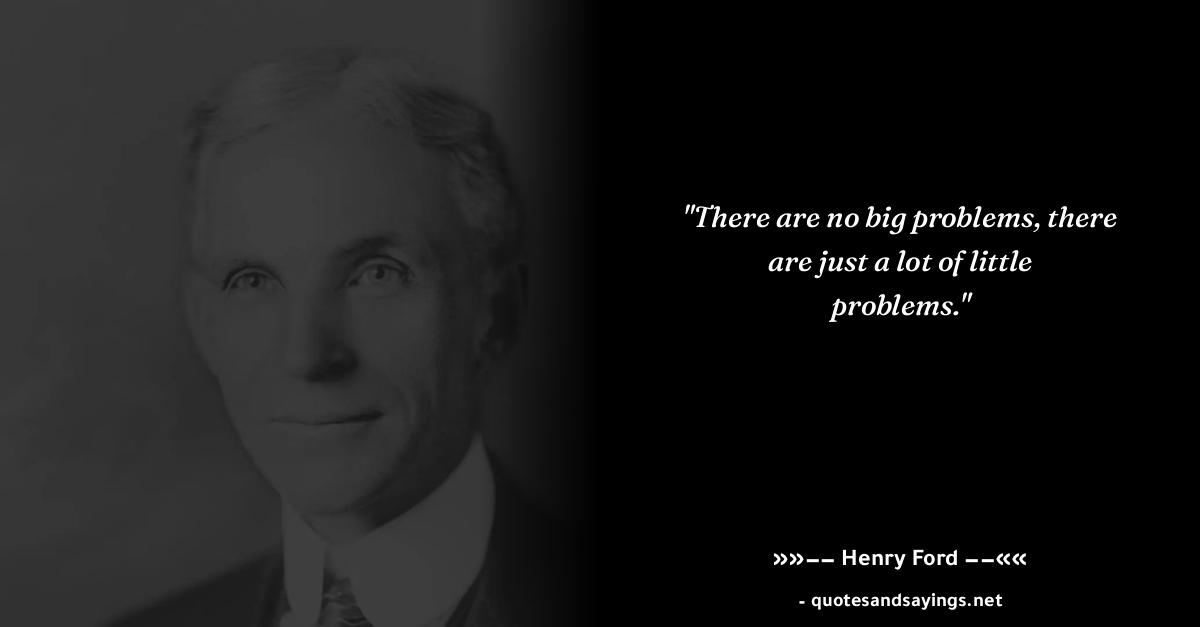 "There are no big problems, there
are just a lot of little
problems."
»»−− Henry Ford −−««
- quotesandsayings.net